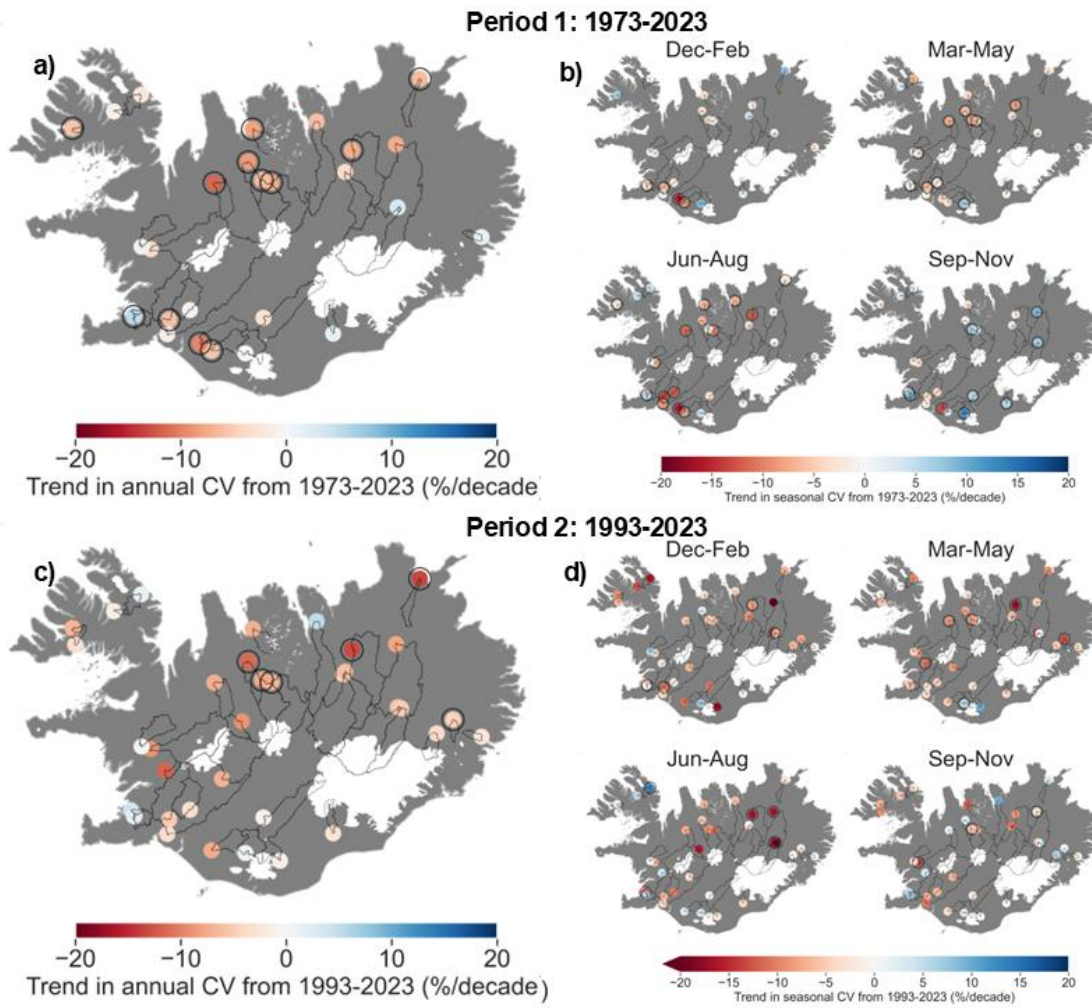 Period 1: 1973-2023
a)
b)
Dec-Feb
Mar-May
Jun-Aug
Sep-Nov
−20 −10 0 10 20
Trend in annual CV from 1973-2023 (%/decade)
−20 −15 −10 −5 0 5 10 15 20
Trend in seasonal CV from 1973-2023 (%/decade)
Period 2: 1993-2023
c)
d)
Dec-Feb
Mar-May
Jun-Aug
Sep-Nov
−20 −10 0 10 20
Trend in annual CV from 1993-2023 (%/decade)
−20 −15 −10 −5 0 5 10 15 20
Trend in seasonal CV from 1993-2023 (%/decade)